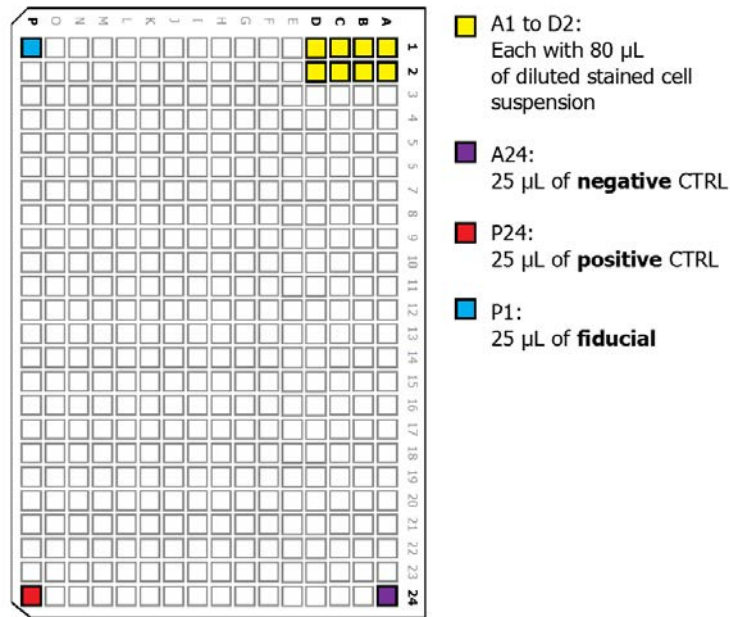 P O N M L K J I H G F E D C B A
1
2
3
4
5
6
7
8
9
10
11
12
13
14
15
16
17
18
19
20
21
22
23
24
A1 to D2:
Each with 80 µL
of diluted stained cell
suspension
A24:
25 µL of negative CTRL
P24:
25 µL of positive CTRL
P1:
25 µL of fiducial